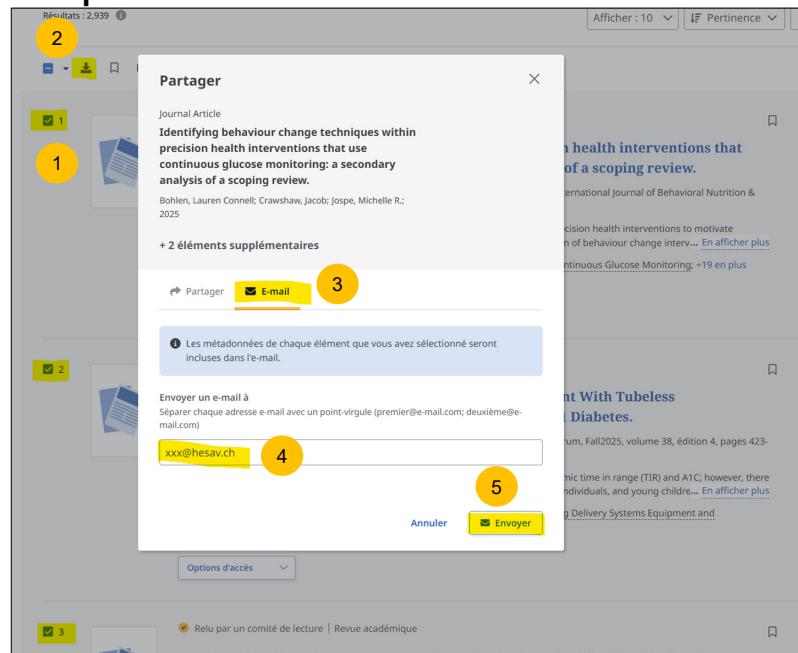 Résultats : 2,939
Afficher : 10
Pertinence
2
1
1
Partager
Journal Article
Identifying behaviour change techniques within
precision health interventions that use
continuous glucose monitoring: a secondary
analysis of a scoping review.
Bohlen, Lauren Connell; Crawshaw, Jacob; Jospe, Michelle R.;
2025
+ 2 éléments supplémentaires
Partager
E-mail
3
Les métadonnées de chaque élément que vous avez sélectionné seront
incluses dans l'e-mail.
Envoyer un e-mail à
Séparer chaque adresse e-mail avec un point-virgule (premier@e-mail.com; deuxième@e-
mail.com)
xxx@hesav.ch
4
5
Annuler
Envoyer
health interventions that
of a scoping review.
ernational Journal of Behavioral Nutrition &
cision health interventions to motivate
n of behaviour change interv... En afficher plus
ntinuous Glucose Monitoring; +19 en plus
2
nt With Tubeless
Diabetes.
rum, Fall2025, volume 38, édition 4, pages 423-
mic time in range (TIR) and A1C; however, there
ndividuals, and young childre... En afficher plus
g Delivery Systems Equipment and
Options d'accès
3
Relu par un comité de lecture | Revue académique